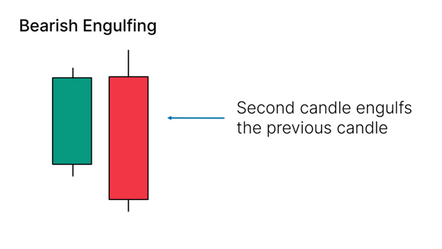 Bearish Engulfing
Second candle engulfs
the previous candle